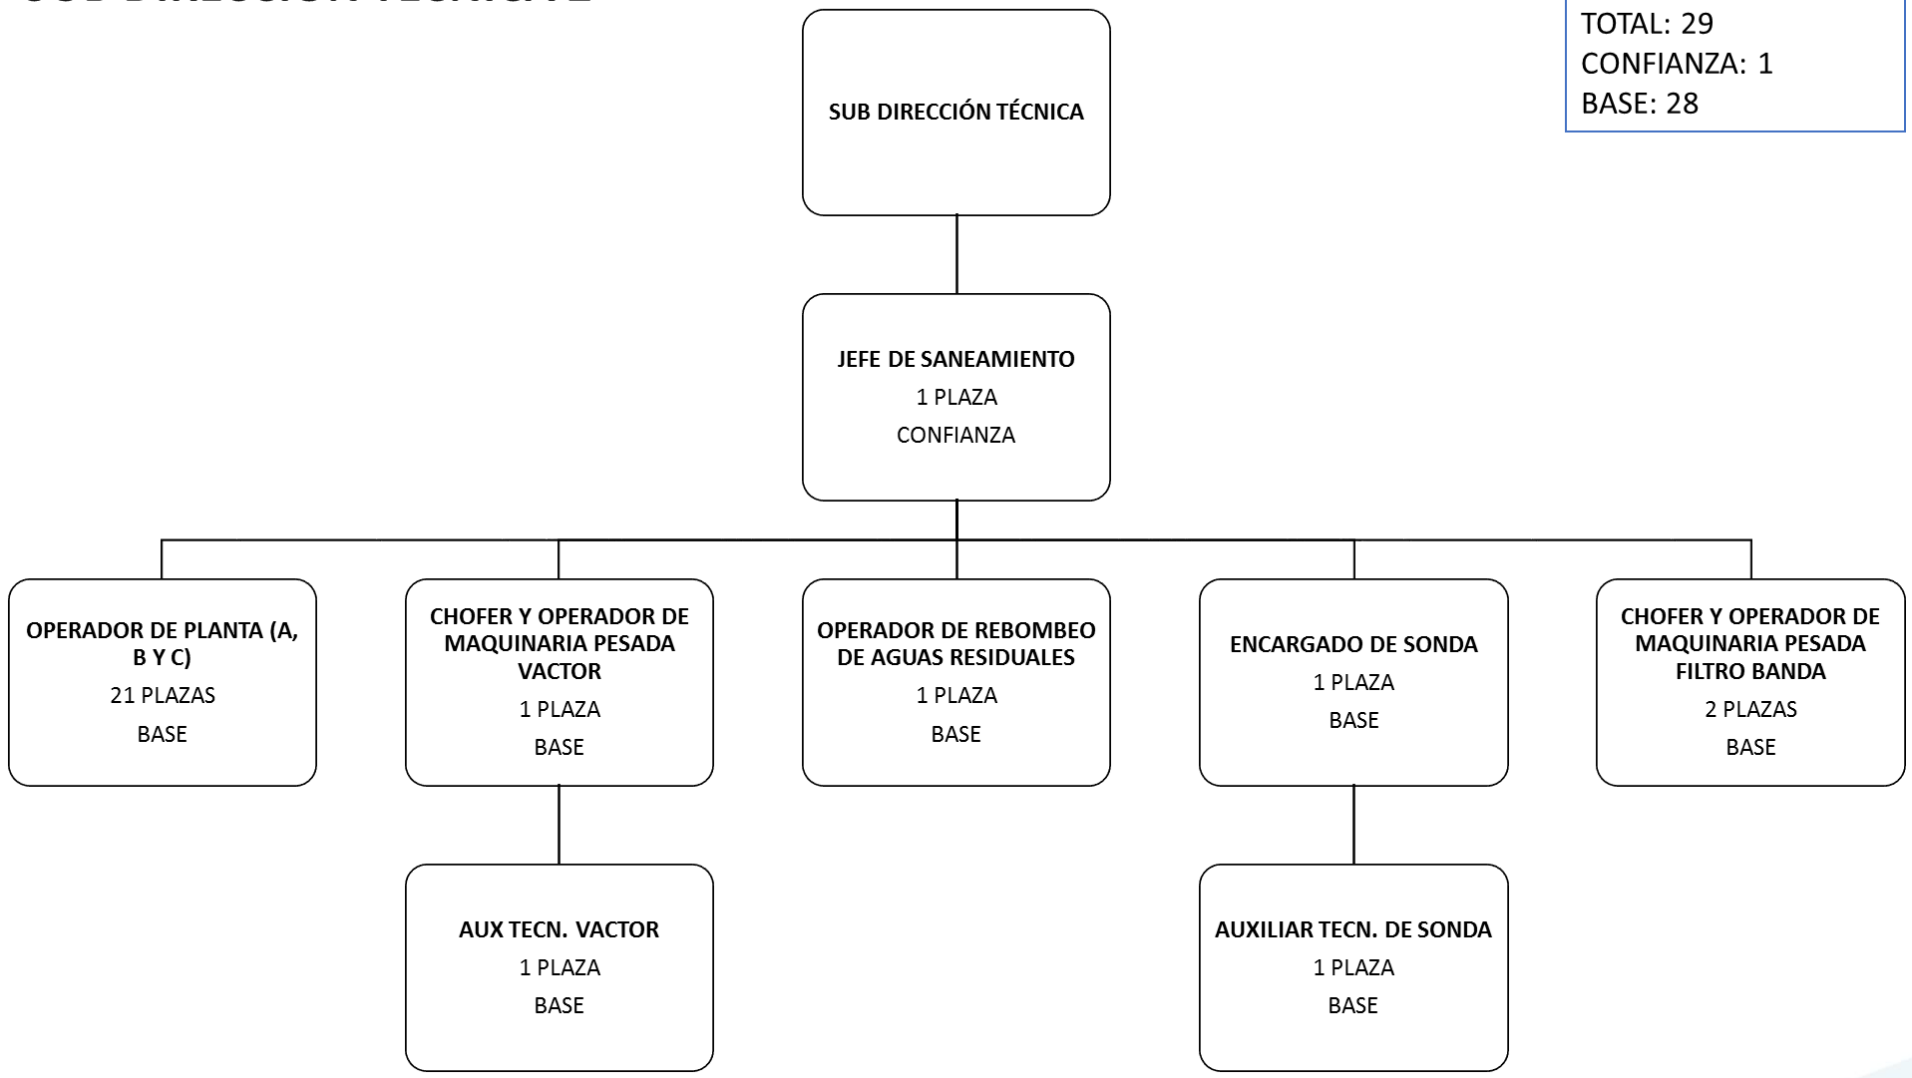 TOTAL: 29
CONFIANZA: 1
BASE: 28
SUB DIRECCIÓN TÉCNICA
JEFE DE SANEAMIENTO
1 PLAZA
CONFIANZA
OPERADOR DE PLANTA (A,
B Y C)
21 PLAZAS
BASE
CHOFER Y OPERADOR DE
MAQUINARIA PESADA
VACTOR
1 PLAZA
BASE
OPERADOR DE REBOMBEO
DE AGUAS RESIDUALES
1 PLAZA
BASE
ENCARGADO DE SONDA
1 PLAZA
BASE
CHOFER Y OPERADOR DE
MAQUINARIA PESADA
FILTRO BANDA
2 PLAZAS
BASE
AUX TECN. VACTOR
1 PLAZA
BASE
AUXILIAR TECN. DE SONDA
1 PLAZA
BASE